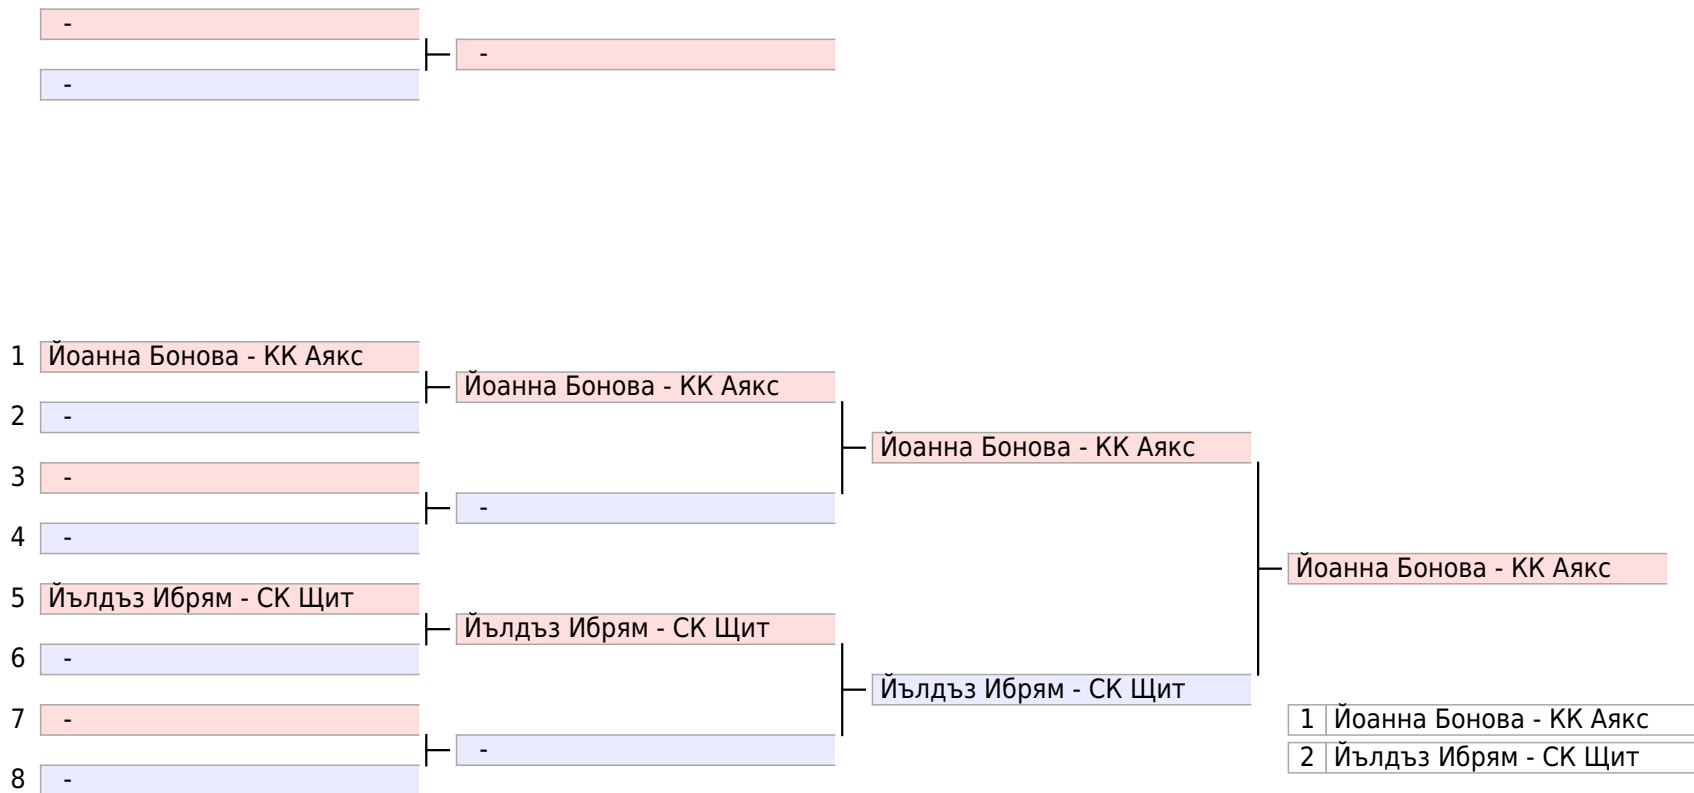 -
-
-
1 Йоанна Бонова - КК Аякс
Йоанна Бонова - КК Аякс
2 -
Йоанна Бонова - КК Аякс
3 -
-
4 -
Йоанна Бонова - КК Аякс
5 Йълдъз Ибрям - СК Щит
Йълдъз Ибрям - СК Щит
6 -
Йълдъз Ибрям - СК Щит
7 -
-
8 -
1 Йоанна Бонова - КК Аякс
2 Йълдъз Ибрям - СК Щит